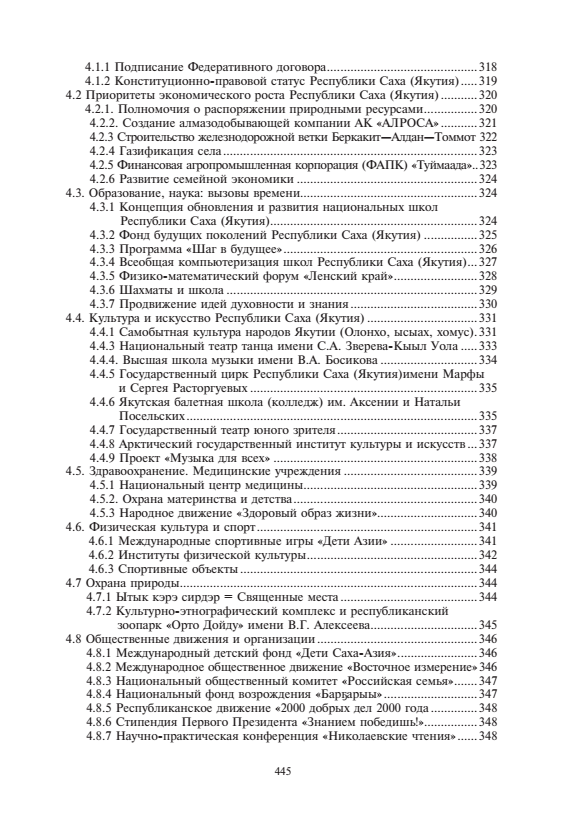 4.1.1 Подписание Федеративного договора.............................................318
4.1.2 Конституционно-правовой статус Республики Саха (Якутия).....319
4.2 Приоритеты экономического роста Республики Саха (Якутия)...........320
4.2.1. Полномочия о распоряжении природными ресурсами...............320
4.2.2. Создание алмазодобывающей компании АК «АЛРОСА»...........321
4.2.3 Строительство железнодорожной ветки Беркакит—Алдан—Томмот 322
4.2.4 Газификация села...........................................................................323
4.2.5 Финансовая агропромышленная корпорация (ФАПК) «Туймаада»..323
4.2.6 Развитие семейной экономики......................................................324
4.3. Образование, наука: вызовы времени.....................................................324
4.3.1 Концепция обновления и развития национальных школ
Республики Саха (Якутия)..............................................................324
4.3.2 Фонд будущих поколений Республики Саха (Якутия)................325
4.3.3 Программа «Шаг в будущее»..........................................................326
4.3.4 Всеобщая компьютеризация школ Республики Саха (Якутия)...327
4.3.5 Физико-математический форум «Ленский край».........................328
4.3.6 Шахматы и школа...........................................................................329
4.3.7 Продвижение идей духовности и знания......................................330
4.4. Культура и искусство Республики Саха (Якутия).................................331
4.4.1 Самобытная культура народов Якутии (Олонхо, ысыах, хомус).331
4.4.3 Национальный театр танца имени С.А. Зверева-Кыыл Уола.....333
4.4.4. Высшая школа музыки имени В.А. Босикова.............................334
4.4.5 Государственный цирк Республики Саха (Якутия)имени Марфы
и Сергея Расторгуевых...................................................................335
4.4.6 Якутская балетная школа (колледж) им. Аксении и Натальи
Посельских......................................................................................335
4.4.7 Государственный театр юного зрителя.........................................337
4.4.8 Арктический государственный институт культуры и искусств...337
4.4.9 Проект «Музыка для всех».............................................................338
4.5. Здравоохранение. Медицинские учреждения........................................339
4.5.1 Национальный центр медицины....................................................339
4.5.2. Охрана материнства и детства.......................................................340
4.5.3 Народное движение «Здоровый образ жизни»..............................340
4.6. Физическая культура и спорт..................................................................341
4.6.1 Международные спортивные игры «Дети Азии».........................341
4.6.2 Институты физической культуры...................................................342
4.6.3 Спортивные объекты.......................................................................344
4.7 Охрана природы.........................................................................................344
4.7.1 Ытык кэрэ сирдэр = Священные места........................................344
4.7.2 Культурно-этнографический комплекс и республиканский
зоопарк «Орто Дойду» имени В.Г. Алексеева................................345
4.8 Общественные движения и организации................................................346
4.8.1 Международный детский фонд «Дети Саха-Азия».......................346
4.8.2 Международное общественное движение «Восточное измерение» 346
4.8.3 Национальный общественный комитет «Российская семья»......347
4.8.4 Национальный фонд возрождения «Барҕарыы»..........................347
4.8.5 Республиканское движение «2000 добрых дел 2000 года.............348
4.8.6 Стипендия Первого Президента «Знанием победишь!»...............348
4.8.7 Научно-практическая конференция «Николаевские чтения»......348
445